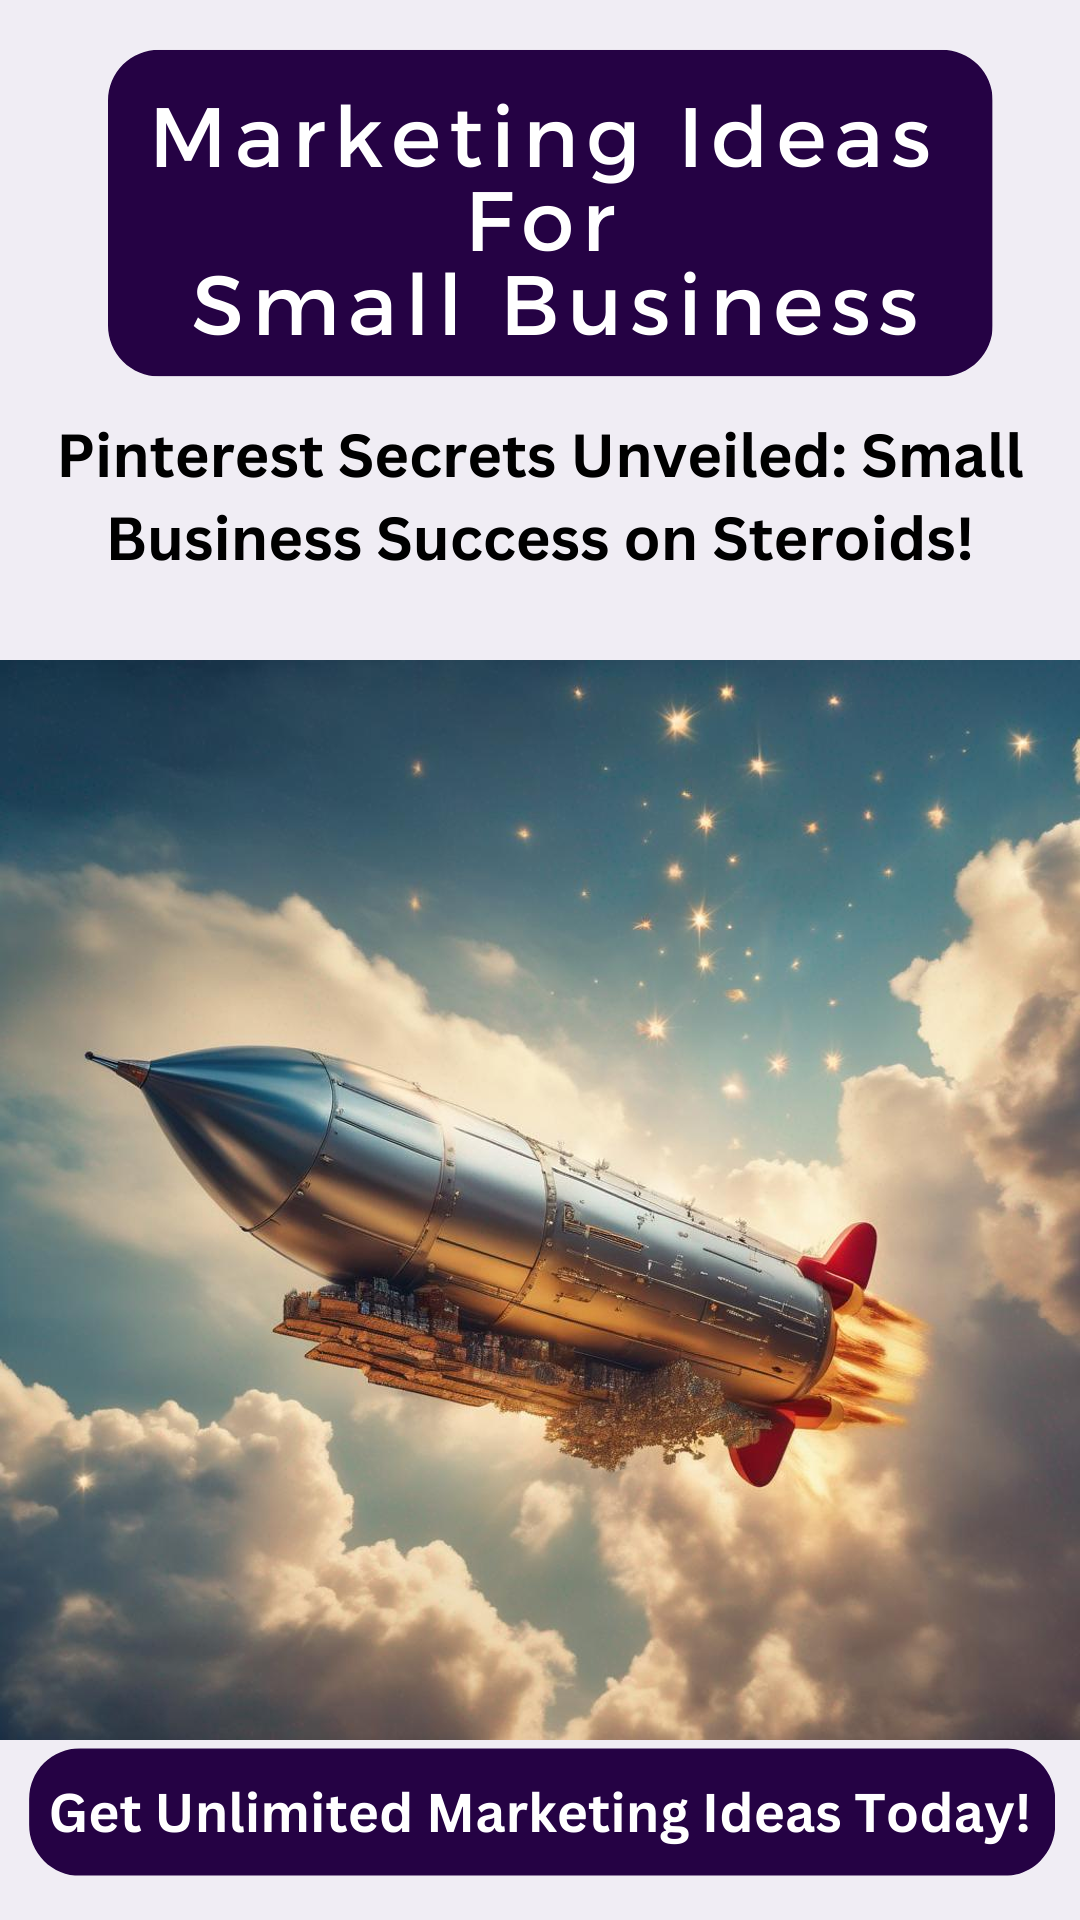 Marketing Ideas
For
Small Business
Pinterest Secrets Unveiled: Small
Business Success on Steroids!
Get Unlimited Marketing Ideas Today!